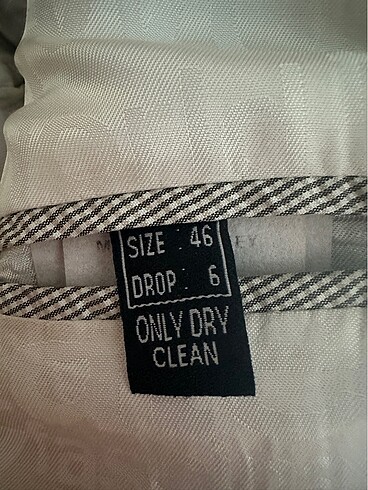 SIZE : 46
DROP : 6
ONLY DRY
CLEAN